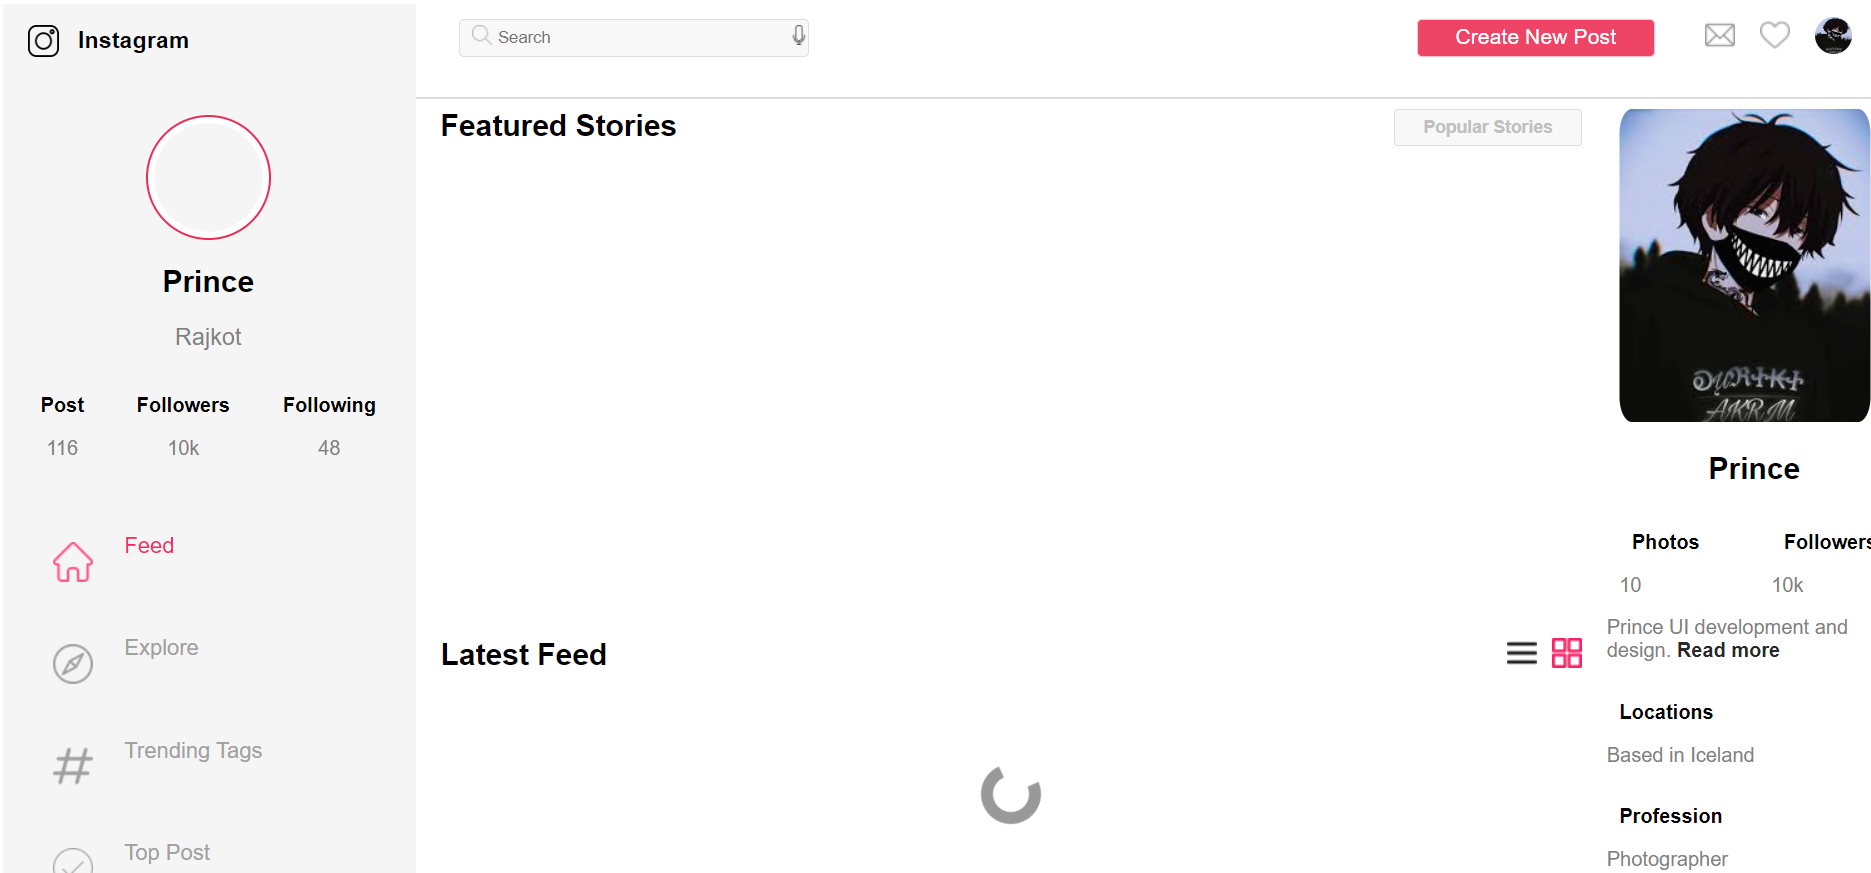 Instagram
Search
Create New Post
Prince
Rajkot
Post Followers Following
116 10k 48
Feed
Explore
Trending Tags
Top Post
Featured Stories
Popular Stories
Latest Feed
AKR M
Prince
Photos Followers
10 10k
Prince UI development and
design. Read more
Locations
Based in Iceland
Profession
Photographer